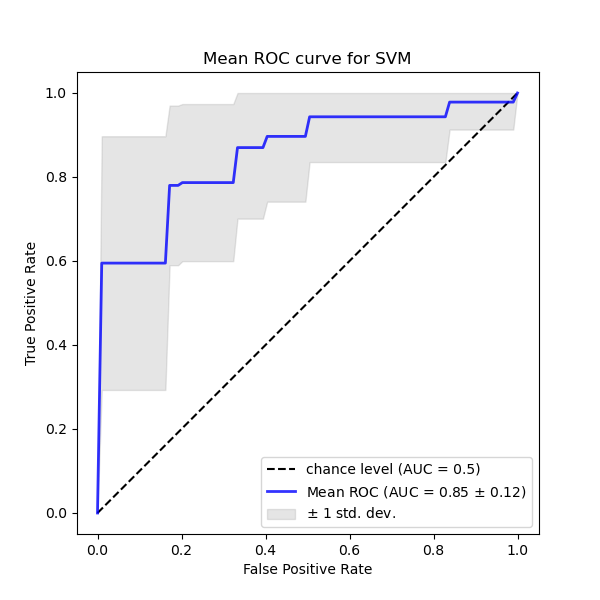 Mean ROC curve for SVM
True Positive Rate
1.0
0.8
0.6
0.4
0.2
0.0
chance level (AUC = 0.5)
Mean ROC (AUC = 0.85 ± 0.12)
± 1 std. dev.
0.0 0.2 0.4 0.6 0.8 1.0
False Positive Rate